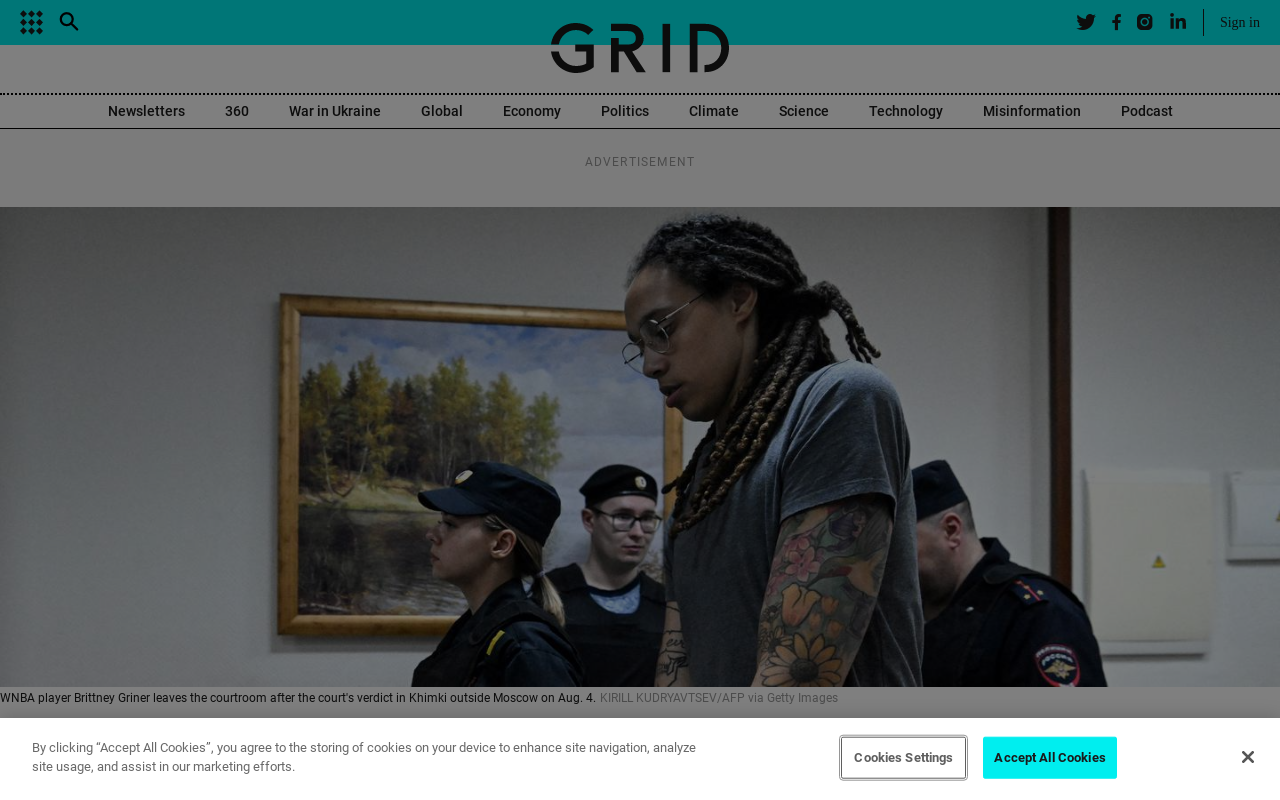 GRID
Sign in
Newsletters 360 War in Ukraine Global Economy Politics Climate Science Technology Misinformation Podcast
ADVERTISEMENT
WNBA player Brittney Griner leaves the courtroom after the court's verdict in Khimki outside Moscow on Aug. 4. KIRILL KUDRYAVTSEV/AFP via Getty Images
By clicking “Accept All Cookies”, you agree to the storing of cookies on your device to enhance site navigation, analyze
site usage, and assist in our marketing efforts.
Cookies Settings
Accept All Cookies